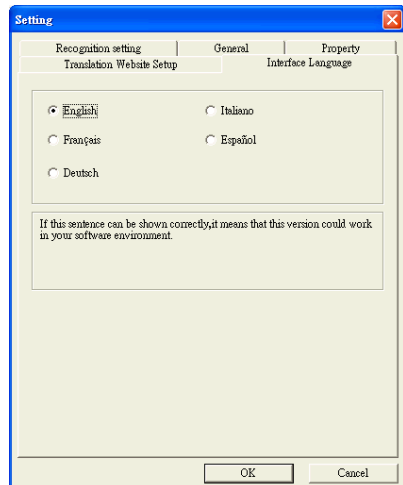 Setting
Recognition setting General Property
Translation Website Setup Interface Language
English Italiano
Français Español
Deutsch
If this sentence can be shown correctly,it means that this version could work
in your software environment.
OK Cancel